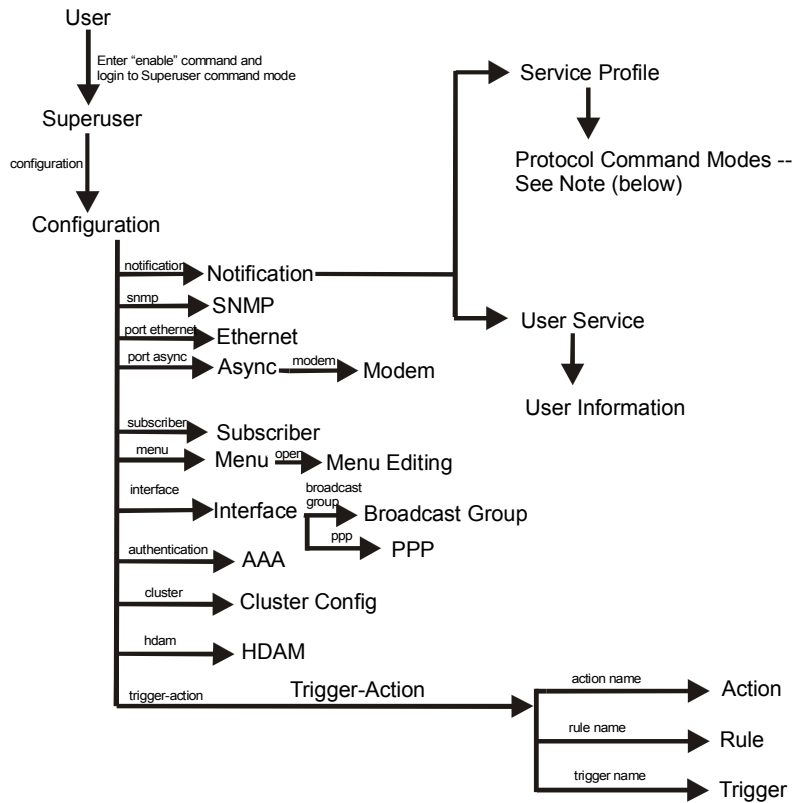 User
Enter “enable” command and
login to Superuser command mode
Superuser
configuration
Configuration
Service Profile
Protocol Command Modes --
See Note (below)
notification
Notification
snmp
SNMP
port ethernet
Ethernet
port async
Async
modem
Modem
User Service
User Information
subscriber
Subscriber
menu
Menu
open
Menu Editing
interface
Interface
broadcast
group
Broadcast Group
ppp
PPP
authentication
AAA
cluster
Cluster Config
hdam
HDAM
trigger-action
Trigger-Action
action name
Action
rule name
Rule
trigger name
Trigger